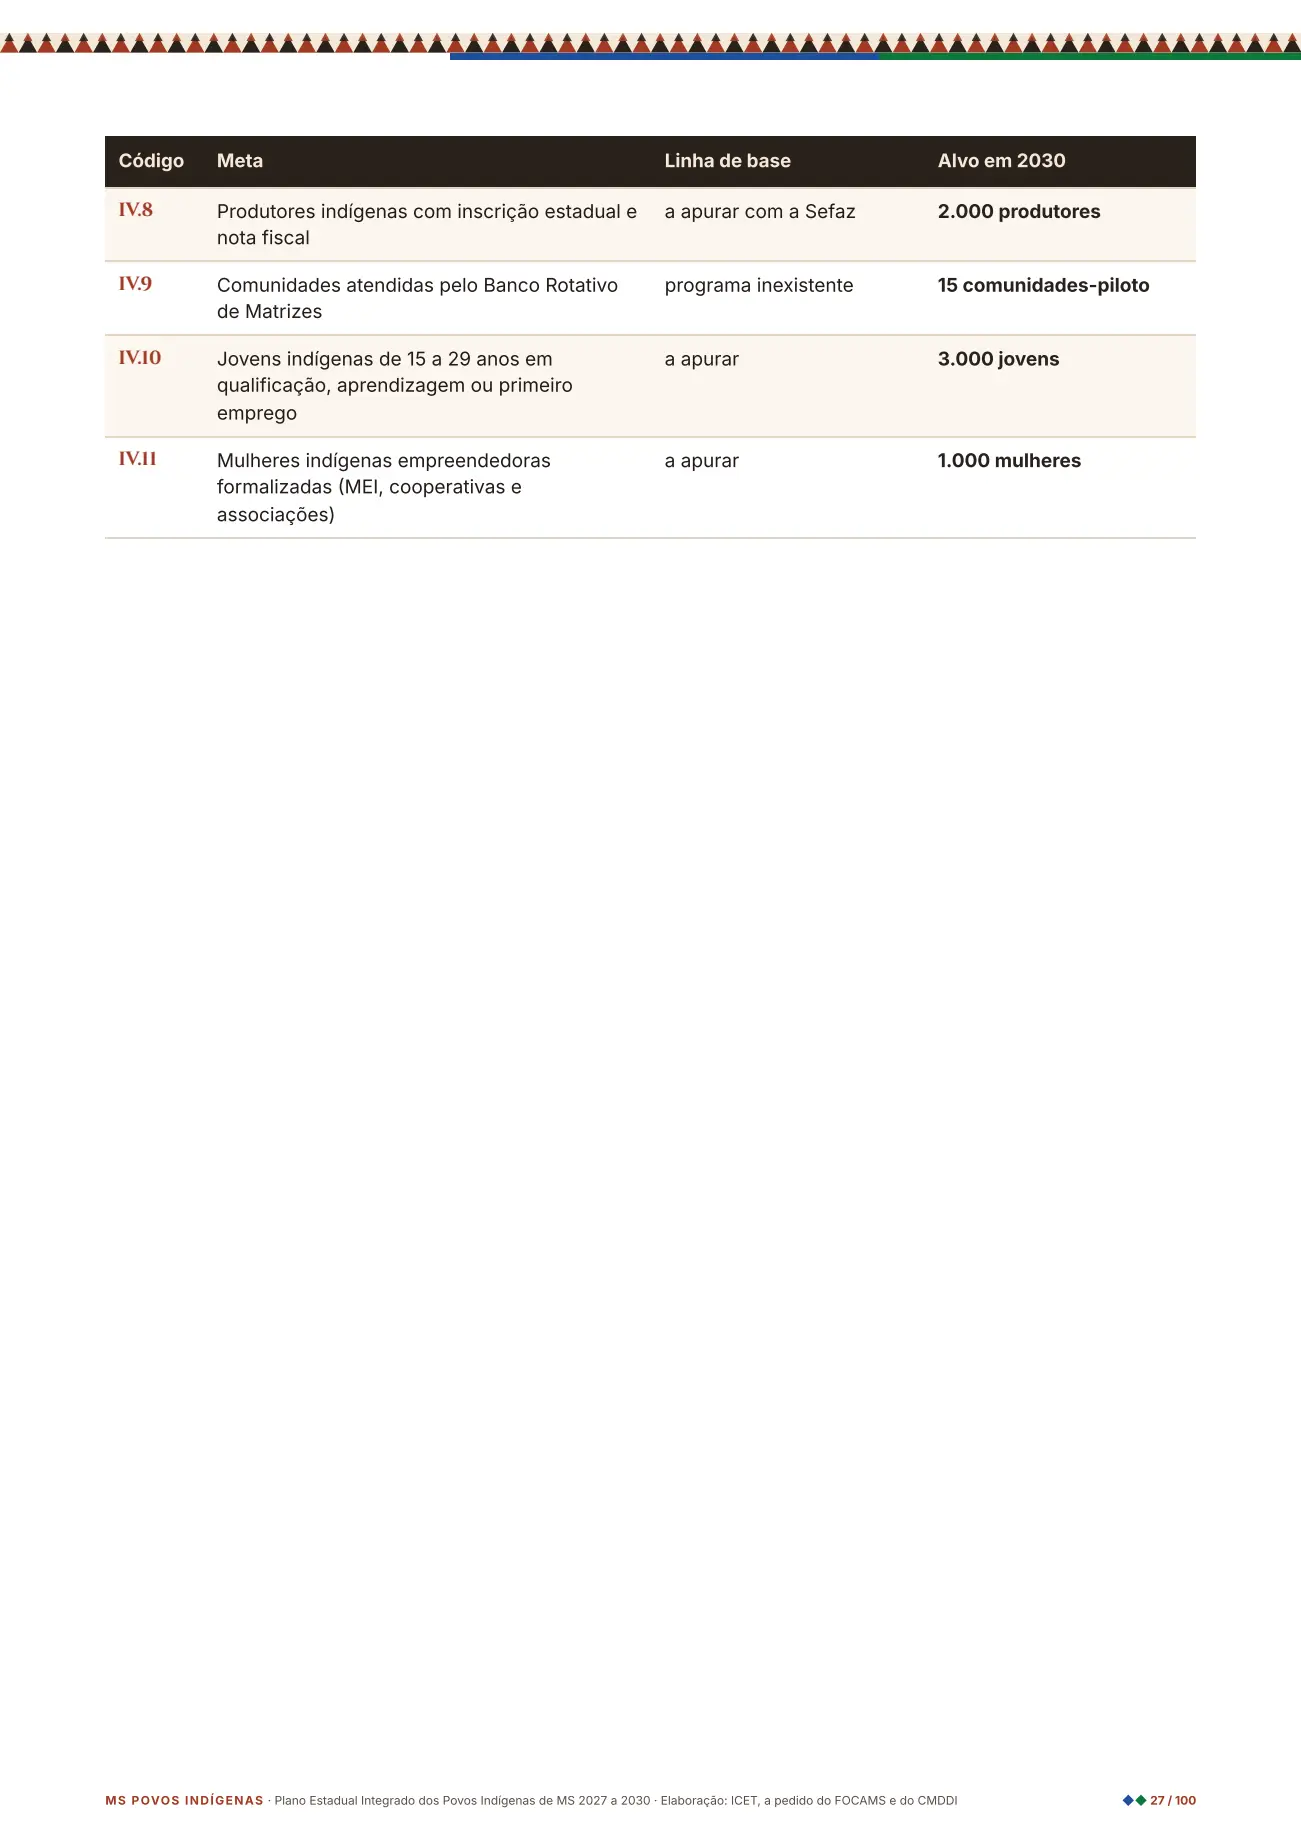 Código Meta Linha de base Alvo em 2030
IV.8 Produtores indígenas com inscrição estadual e a apurar com a Sefaz 2.000 produtores
nota fiscal
IV.9 Comunidades atendidas pelo Banco Rotativo programa inexistente 15 comunidades-piloto
de Matrizes
IV.10 Jovens indígenas de 15 a 29 anos em a apurar 3.000 jovens
qualificação, aprendizagem ou primeiro
emprego
IV.11 Mulheres indígenas empreendedoras a apurar 1.000 mulheres
formalizadas (MEI, cooperativas e
associações)
MS POVOS INDÍGENAS · Plano Estadual Integrado dos Povos Indígenas de MS 2027 a 2030 · Elaboração: ICET, a pedido do FOCAMS e do CMDDI 27 / 100